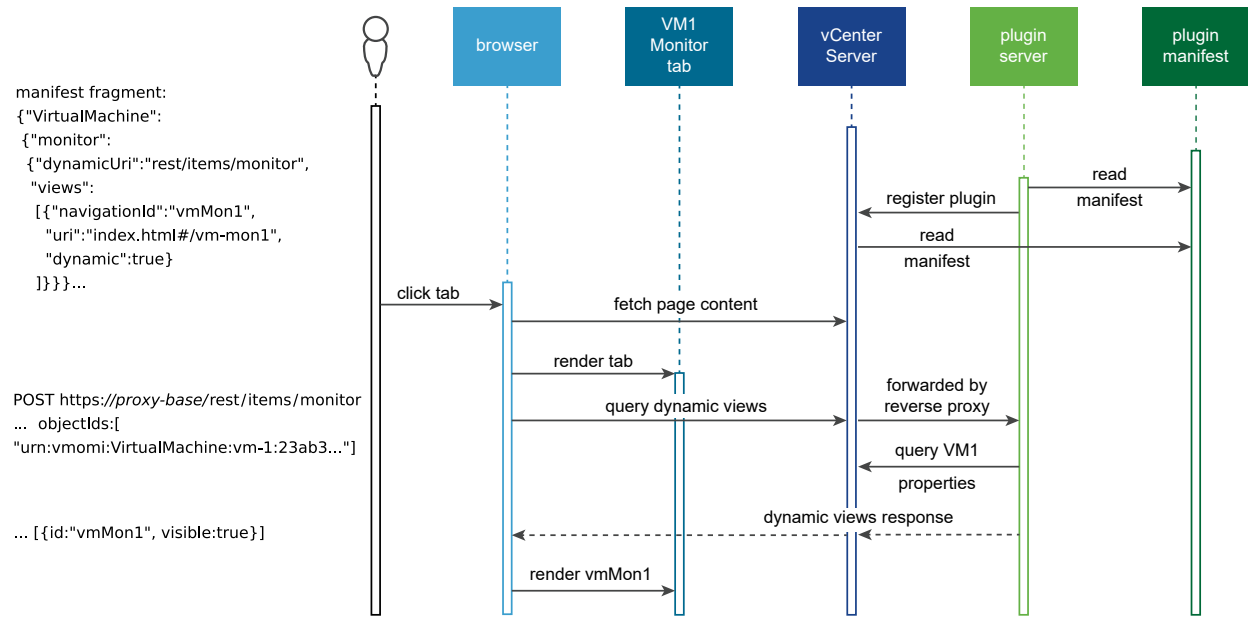 browser
VM1
Monitor
tab
vCenter
Server
plugin
server
plugin
manifest
manifest fragment:
{"VirtualMachine":
{"monitor":
{"dynamicUri":"rest/items/monitor",
"views":
[{"navigationId":"vmMon1",
"uri":"index.html#/vm-mon1",
"dynamic":true}
]}}}...
read
manifest
register plugin
read
manifest
click tab
fetch page content
render tab
POST https://proxy-base/rest/items/monitor
... objectIds:[
"urn:vmomi:VirtualMachine:vm-1:23ab3..."]
query dynamic views
forwarded by
reverse proxy
query VM1
properties
... [{id:"vmMon1", visible:true}]
dynamic views response
render vmMon1